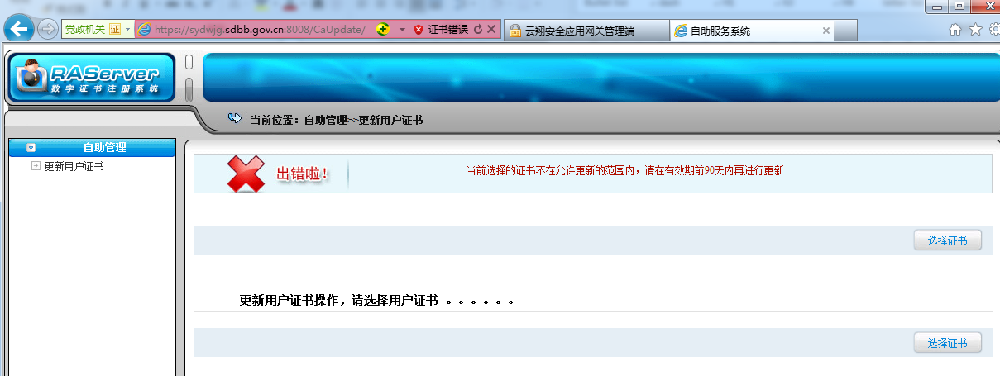 党政机关 证
https://sydwjg.sdbb.gov.cn:8008/CaUpdate/
证书错误
云翔安全应用网关管理端
自助服务系统
RAServer
数字证书注册系统
当前位置：自助管理>>更新用户证书
自助管理
更新用户证书
出错啦！
当前选择的证书不在允许更新的范围内，请在有效期前90天内再进行更新
选择证书
更新用户证书操作，请选择用户证书 。。。。。。
选择证书